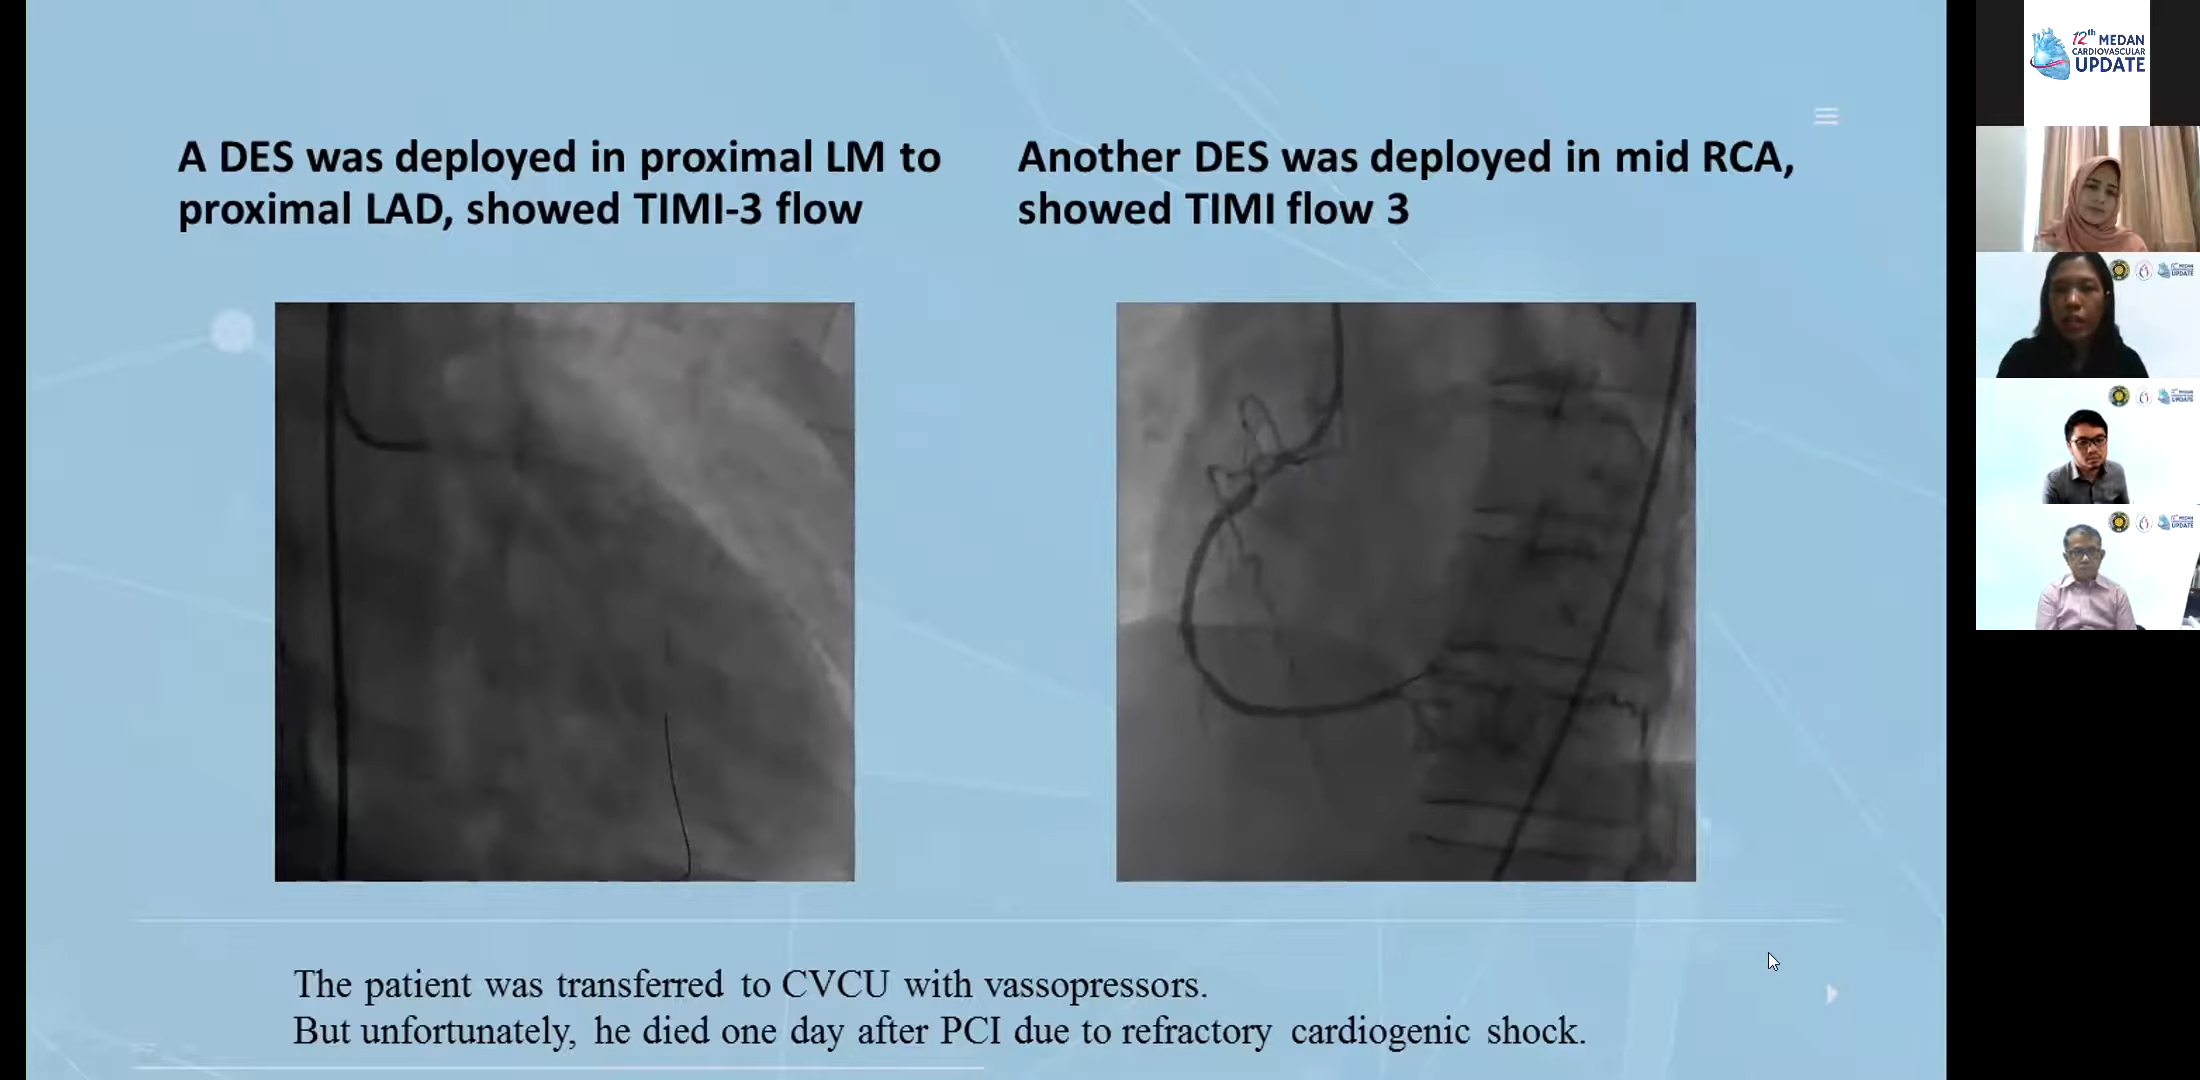 A DES was deployed in proximal LM to
proximal LAD, showed TIMI-3 flow
Another DES was deployed in mid RCA,
showed TIMI flow 3
The patient was transferred to CVCU with vassopressors.
But unfortunately, he died one day after PCI due to refractory cardiogenic shock.
12th MEDAN
CARDIOVASCULAR
UPDATE